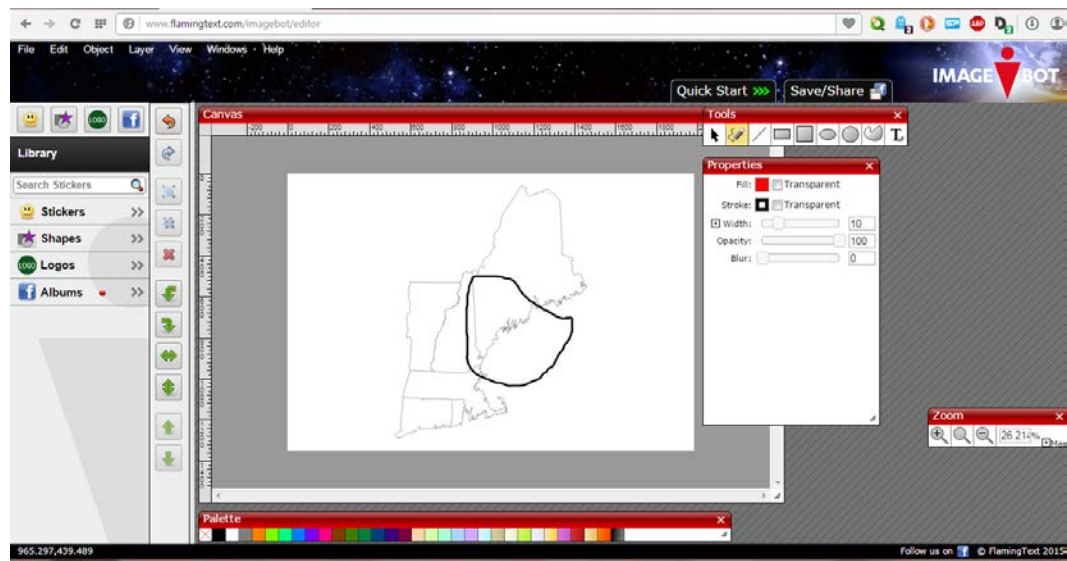 www.flamingtext.com/imagebot/editor
File Edit Object Layer View Windows Help
IMAGE BOT
Quick Start >>> Save/Share
Canvas
Tools
Library
Search Stickers
Stickers >>
Shapes >>
LOGO Logos >>
Albums >>
Properties
Fill: Transparent
Stroke: Transparent
Width: 10
Opacity: 100
Blur: 0
Zoom
26.214%
Palette
965.297,439.489
Follow us on © FlamingText 2015